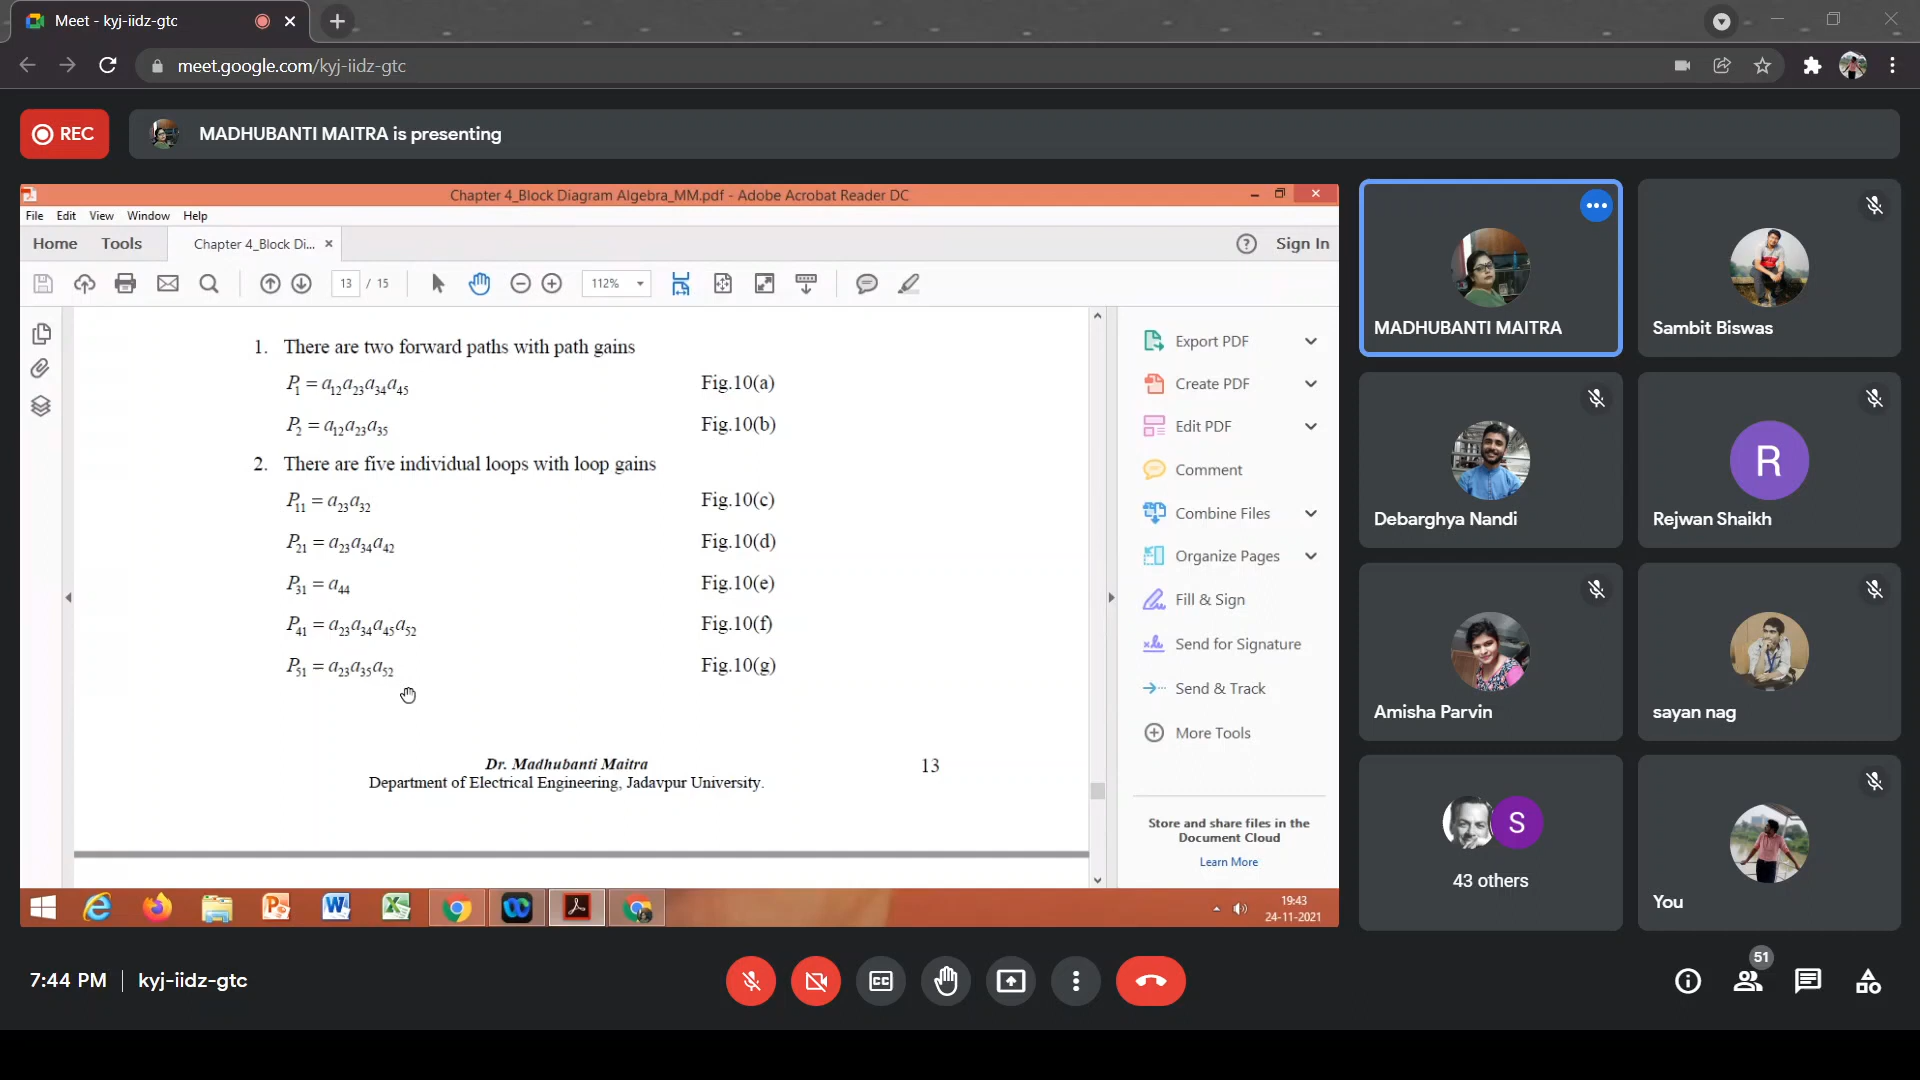 Meet - kyj-iidz-gtc
meet.google.com/kyj-iidz-gtc
REC
MADHUBANTI MAITRA is presenting
Chapter 4_Block Diagram Algebra_MM.pdf - Adobe Acrobat Reader DC
File Edit View Window Help
Home Tools Chapter 4_Block Di... Sign In
13 / 15 112%
1. There are two forward paths with path gains
P₁ = a₁₂a₂₃a₃₄a₄₅ Fig.10(a)
P₂ = a₁₂a₂₃a₃₅ Fig.10(b)
2. There are five individual loops with loop gains
P₁₁ = a₂₃a₃₂ Fig.10(c)
P₂₁ = a₂₃a₃₄a₄₂ Fig.10(d)
P₃₁ = a₄₄ Fig.10(e)
P₄₁ = a₂₃a₃₄a₄₅a₅₂ Fig.10(f)
P₅₁ = a₂₃a₃₅a₅₂ Fig.10(g)
Dr. Madhubanti Maitra
Department of Electrical Engineering, Jadavpur University.
13
Export PDF
Create PDF
Edit PDF
Comment
Combine Files
Organize Pages
Fill & Sign
Send for Signature
Send & Track
More Tools
Store and share files in the
Document Cloud
Learn More
19:43
24-11-2021
MADHUBANTI MAITRA
Sambit Biswas
Debarghya Nandi
R
Rejwan Shaikh
Amisha Parvin
sayan nag
S
43 others
You
7:44 PM kyj-iidz-gtc
CC
51